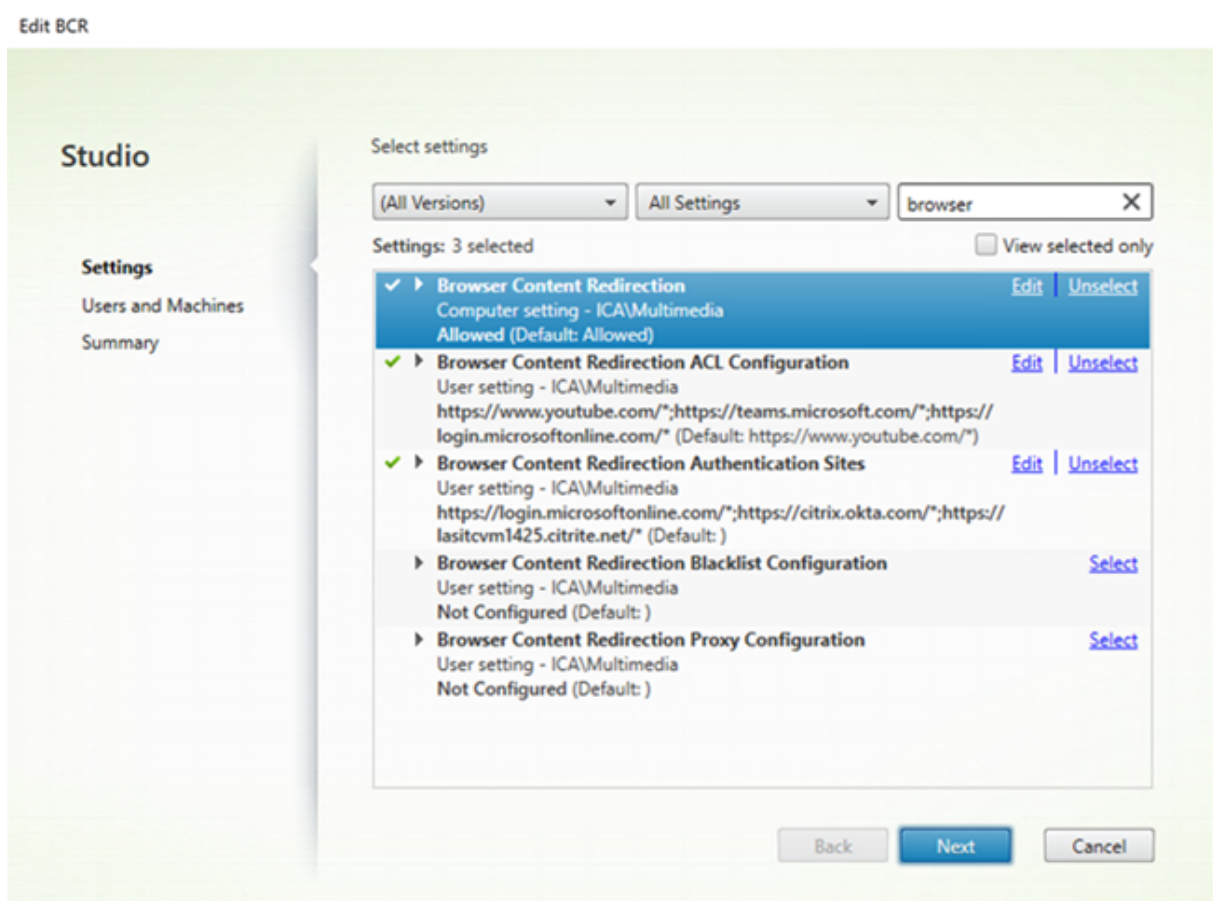 Edit BCR
Studio
Settings
Users and Machines
Summary
Select settings
(All Versions) All Settings browser
Settings: 3 selected View selected only
Browser Content Redirection Edit Unselect
Computer setting - ICA\Multimedia
Allowed (Default: Allowed)
Browser Content Redirection ACL Configuration Edit Unselect
User setting - ICA\Multimedia
https://www.youtube.com/*;https://teams.microsoft.com/*;https://
login.microsoftonline.com/* (Default: https://www.youtube.com/*)
Browser Content Redirection Authentication Sites Edit Unselect
User setting - ICA\Multimedia
https://login.microsoftonline.com/*;https://citrix.okta.com/*;https://
lasitcvm1425.citrite.net/* (Default: )
Browser Content Redirection Blacklist Configuration Select
User setting - ICA\Multimedia
Not Configured (Default: )
Browser Content Redirection Proxy Configuration Select
User setting - ICA\Multimedia
Not Configured (Default: )
Back Next Cancel